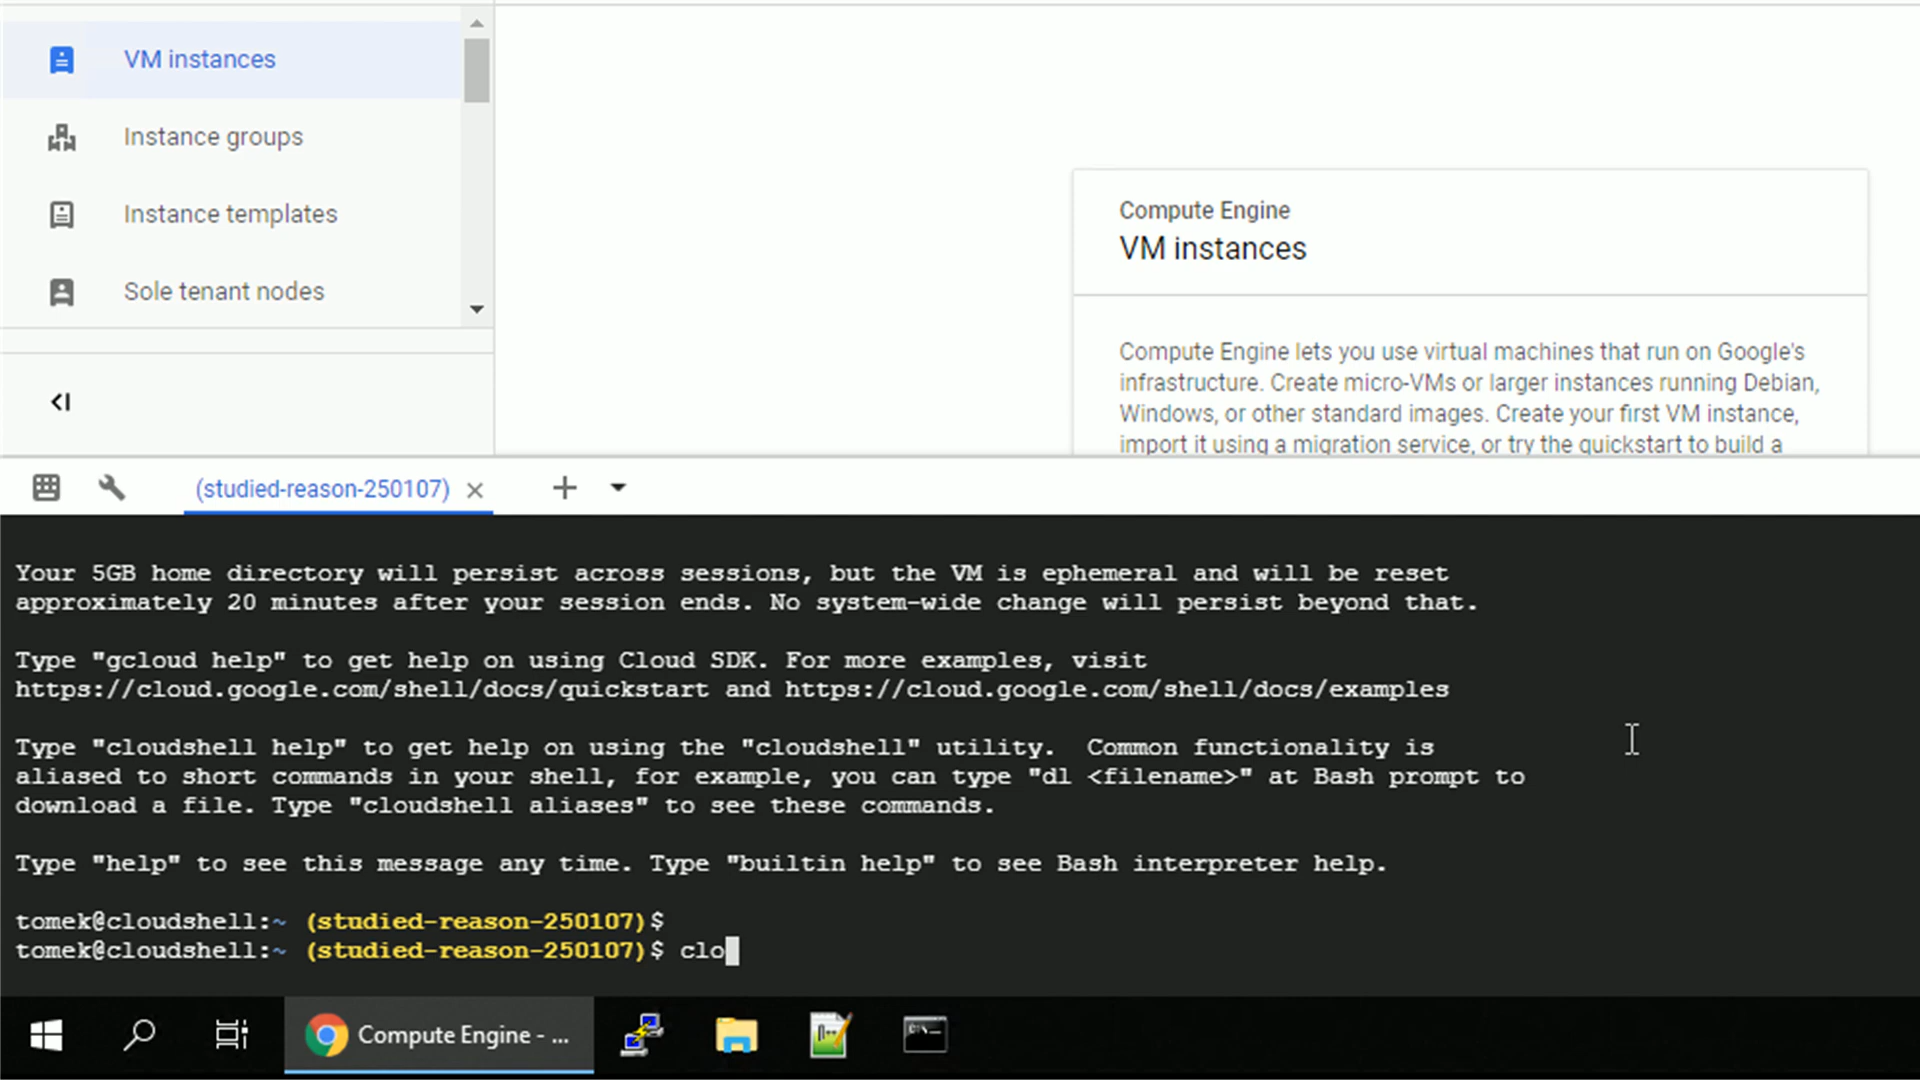 VM instances
Instance groups
Instance templates
Sole tenant nodes
Compute Engine
VM instances
Compute Engine lets you use virtual machines that run on Google's
infrastructure. Create micro-VMs or larger instances running Debian,
Windows, or other standard images. Create your first VM instance,
import it using a migration service, or try the quickstart to build a
(studied-reason-250107)
Your 5GB home directory will persist across sessions, but the VM is ephemeral and will be reset
approximately 20 minutes after your session ends. No system-wide change will persist beyond that.
Type "gcloud help" to get help on using Cloud SDK. For more examples, visit
https://cloud.google.com/shell/docs/quickstart and https://cloud.google.com/shell/docs/examples
Type "cloudshell help" to get help on using the "cloudshell" utility.  Common functionality is
aliased to short commands in your shell, for example, you can type "dl <filename>" at Bash prompt to
download a file. Type "cloudshell aliases" to see these commands.
Type "help" to see this message any time. Type "builtin help" to see Bash interpreter help.
tomek@cloudshell:~ (studied-reason-250107)$
tomek@cloudshell:~ (studied-reason-250107)$ clo
Compute Engine - ...